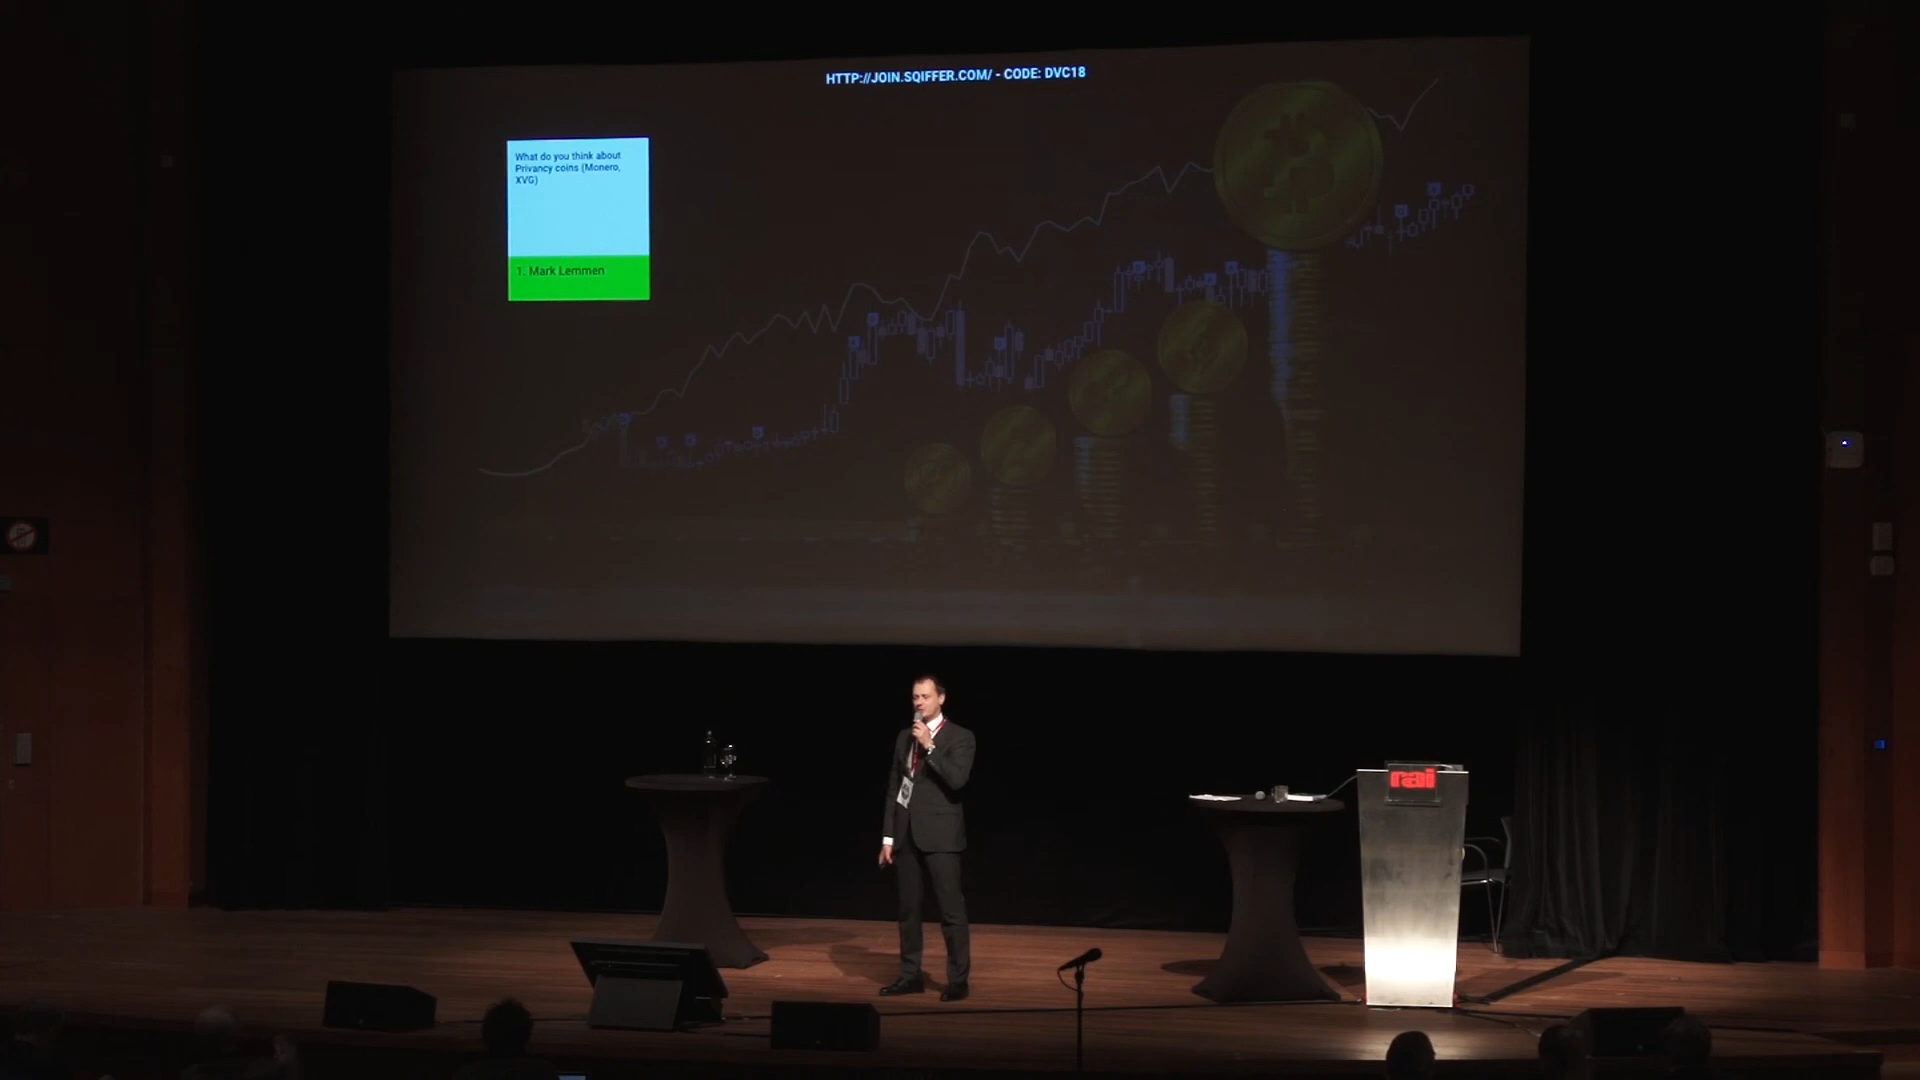 HTTP://JOIN.SQIFFER.COM/ - CODE: DVC18
What do you think about
Privancy coins (Monero,
XVG)
1. Mark Lemmen
rai